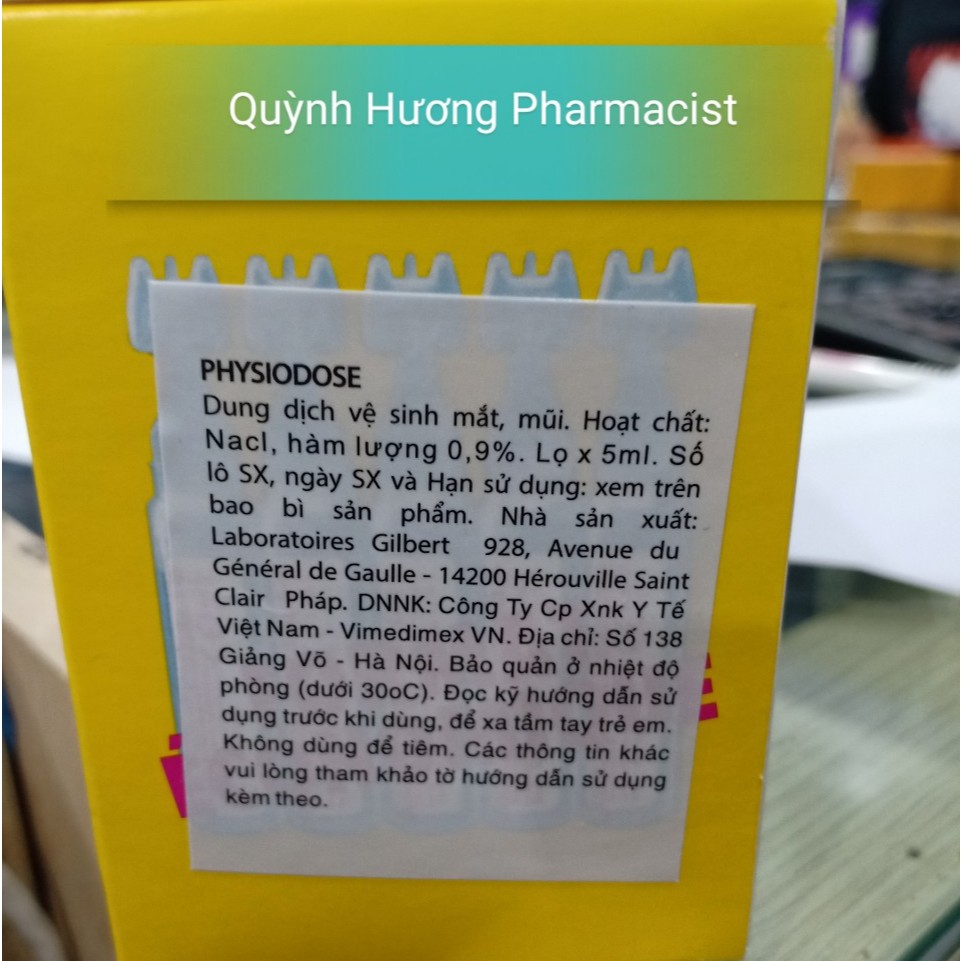 Quỳnh Hương Pharmacist
PHYSIODOSE
Dung dịch vệ sinh mắt, mũi. Hoạt chất:
Nacl, hàm lượng 0,9%. Lọ x 5ml. Số
lô SX, ngày SX và Hạn sử dụng: xem trên
bao bì sản phẩm. Nhà sản xuất:
Laboratoires Gilbert 928, Avenue du
Général de Gaulle - 14200 Hérouville Saint
Clair Pháp. DNNK: Công Ty Cp Xnk Y Tế
Việt Nam - Vimedimex VN. Địa chỉ: Số 138
Giảng Võ - Hà Nội. Bảo quản ở nhiệt độ
phòng (dưới 30oC). Đọc kỹ hướng dẫn sử
dụng trước khi dùng, để xa tầm tay trẻ em.
Không dùng để tiêm. Các thông tin khác
vui lòng tham khảo tờ hướng dẫn sử dụng
kèm theo.